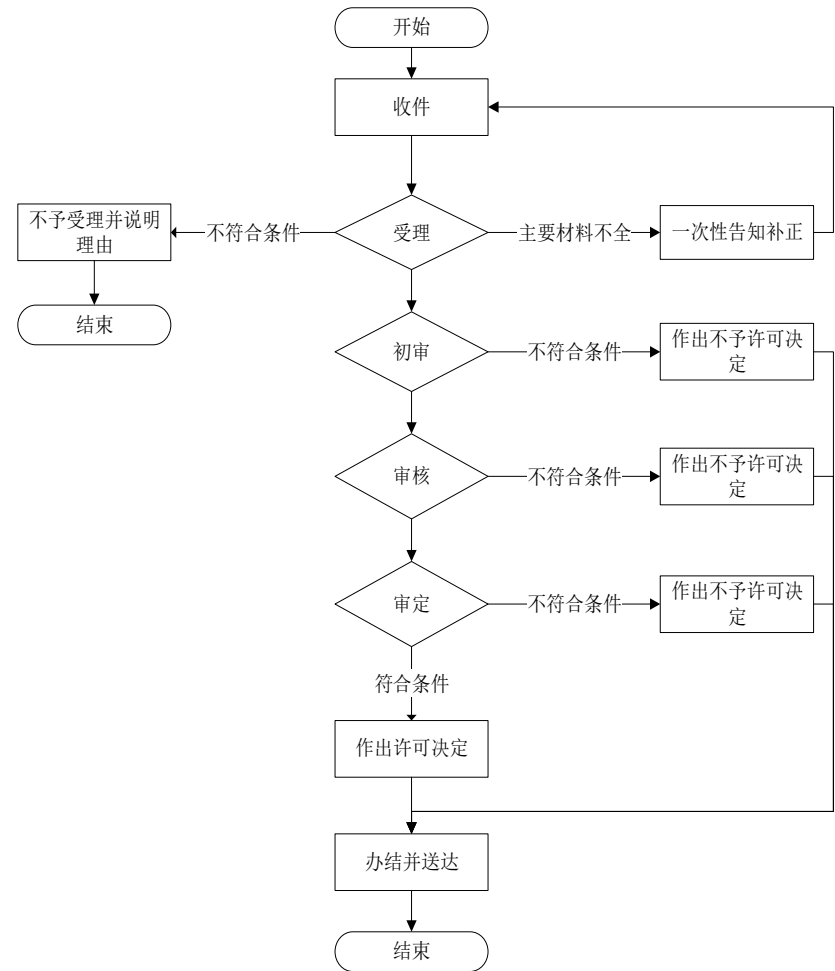 开始
收件
不予受理并说明
理由
不符合条件
受理
主要材料不全
一次性告知补正
结束
初审
不符合条件
作出不予许可决
定
审核
不符合条件
作出不予许可决
定
审定
不符合条件
作出不予许可决
定
符合条件
作出许可决定
办结并送达
结束